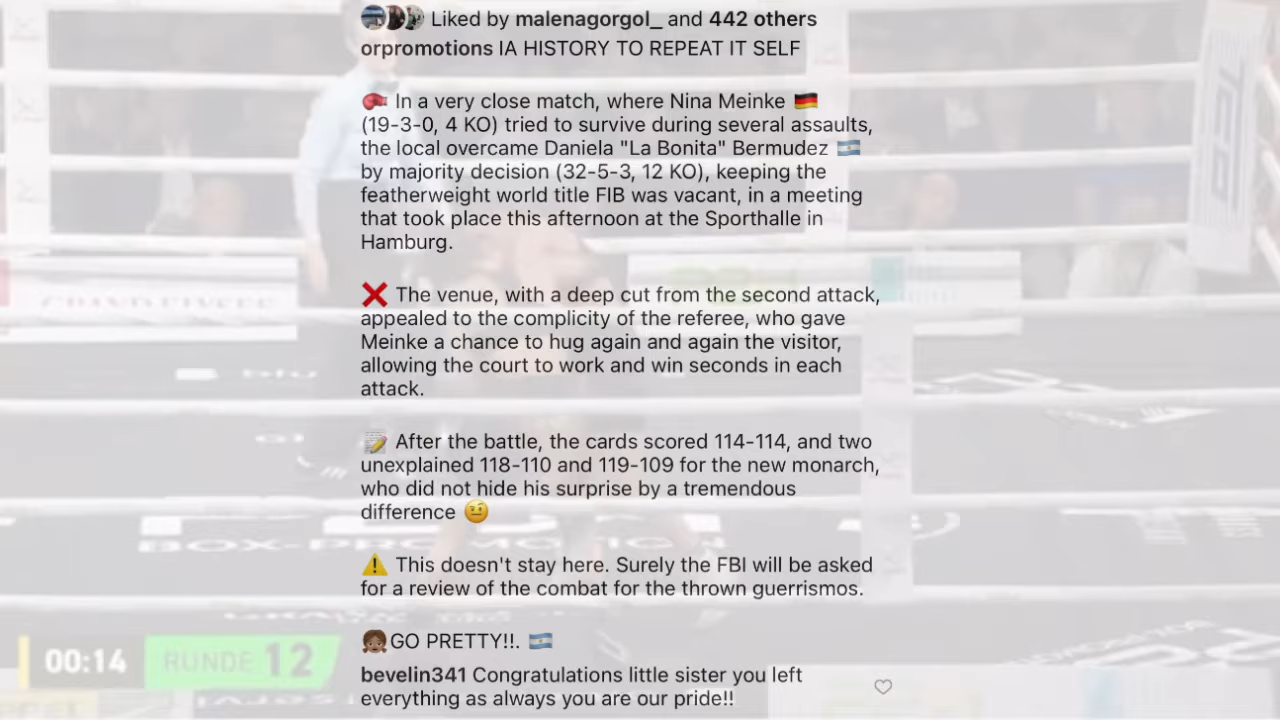 Liked by malenagorgol_ and 442 others
orpromotions IA HISTORY TO REPEAT IT SELF
🥊 In a very close match, where Nina Meinke 🇩🇪
(19-3-0, 4 KO) tried to survive during several assaults,
the local overcame Daniela "La Bonita" Bermudez 🇦🇷
by majority decision (32-5-3, 12 KO), keeping the
featherweight world title FIB was vacant, in a meeting
that took place this afternoon at the Sporthalle in
Hamburg.
❌ The venue, with a deep cut from the second attack,
appealed to the complicity of the referee, who gave
Meinke a chance to hug again and again the visitor,
allowing the court to work and win seconds in each
attack.
📝 After the battle, the cards scored 114-114, and two
unexplained 118-110 and 119-109 for the new monarch,
who did not hide his surprise by a tremendous
difference 🤨
⚠️ This doesn't stay here. Surely the FBI will be asked
for a review of the combat for the thrown guerrismos.
👧🏾GO PRETTY!!. 🇦🇷
bevelin341 Congratulations little sister you left
everything as always you are our pride!!
00:14 RUNDE 12
BOX-PROMOTION